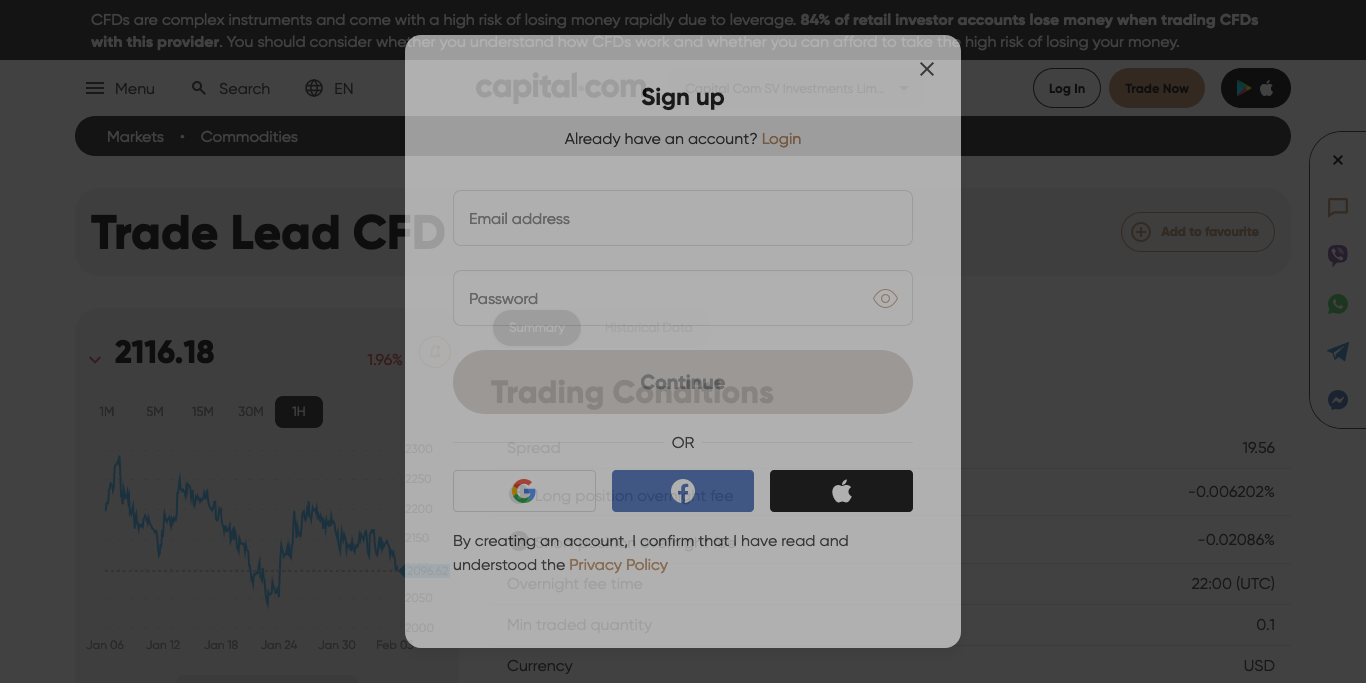 CFDs are complex instruments and come with a high risk of losing money rapidly due to leverage. 84% of retail investor accounts lose money when trading CFDs
with this provider. You should consider whether you understand how CFDs work and whether you can afford to take the high risk of losing your money.
Menu
Search
EN
capital.com
Capital Com SV Investments Lim...
Log In
Trade Now
Markets • Commodities
Sign up
Already have an account? Login
Trade Lead CFD
Add to favourite
Email address
Password
Summary
Historical Data
2116.18
1.96%
Continue
Trading Conditions
1M 5M 15M 30M 1H
OR
Spread
19.56
2300
2250
2200
2150
2096.62
2050
2000
Long position overnight fee
-0.006202%
-0.02086%
By creating an account, I confirm that I have read and
understood the Privacy Policy
Overnight fee time
22:00 (UTC)
Min traded quantity
0.1
Jan 06 Jan 12 Jan 18 Jan 24 Jan 30 Feb
Currency
USD